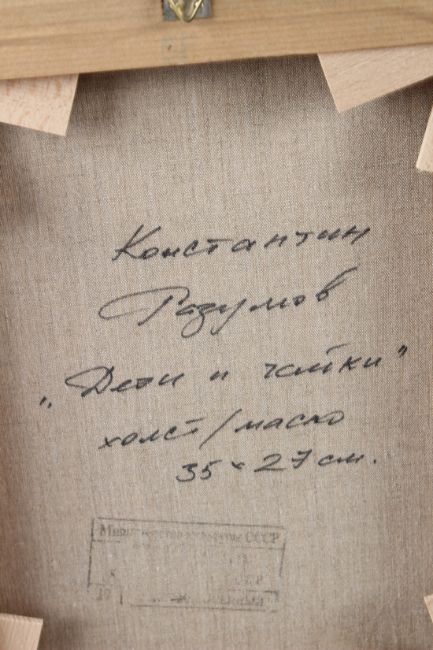 Константин
Разумов
„Дети и чайки"
холст/масло
35×27 см.
Министерство культуры СССР